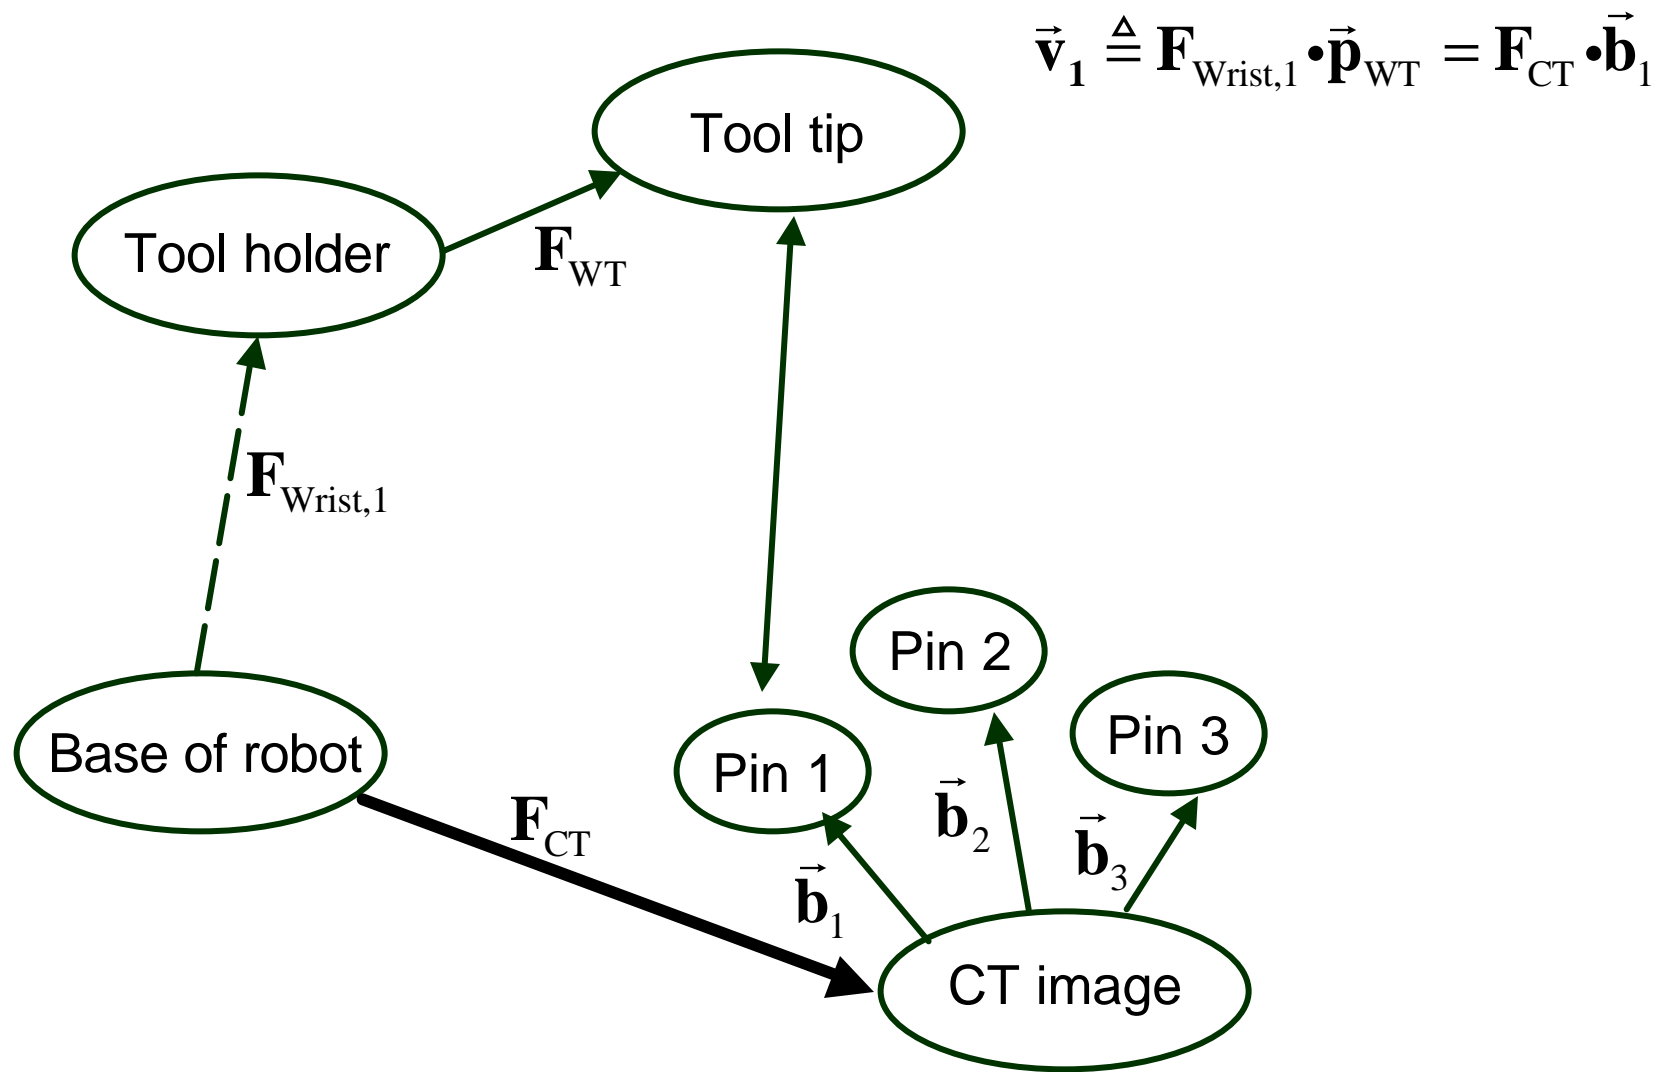 v⃗₁ ≜ F_Wrist,1 • p⃗_WT = F_CT • b⃗₁
Tool tip
Tool holder
F_WT
F_Wrist,1
Pin 2
Pin 3
Base of robot
Pin 1
F_CT
b⃗₂
b⃗₃
b⃗₁
CT image